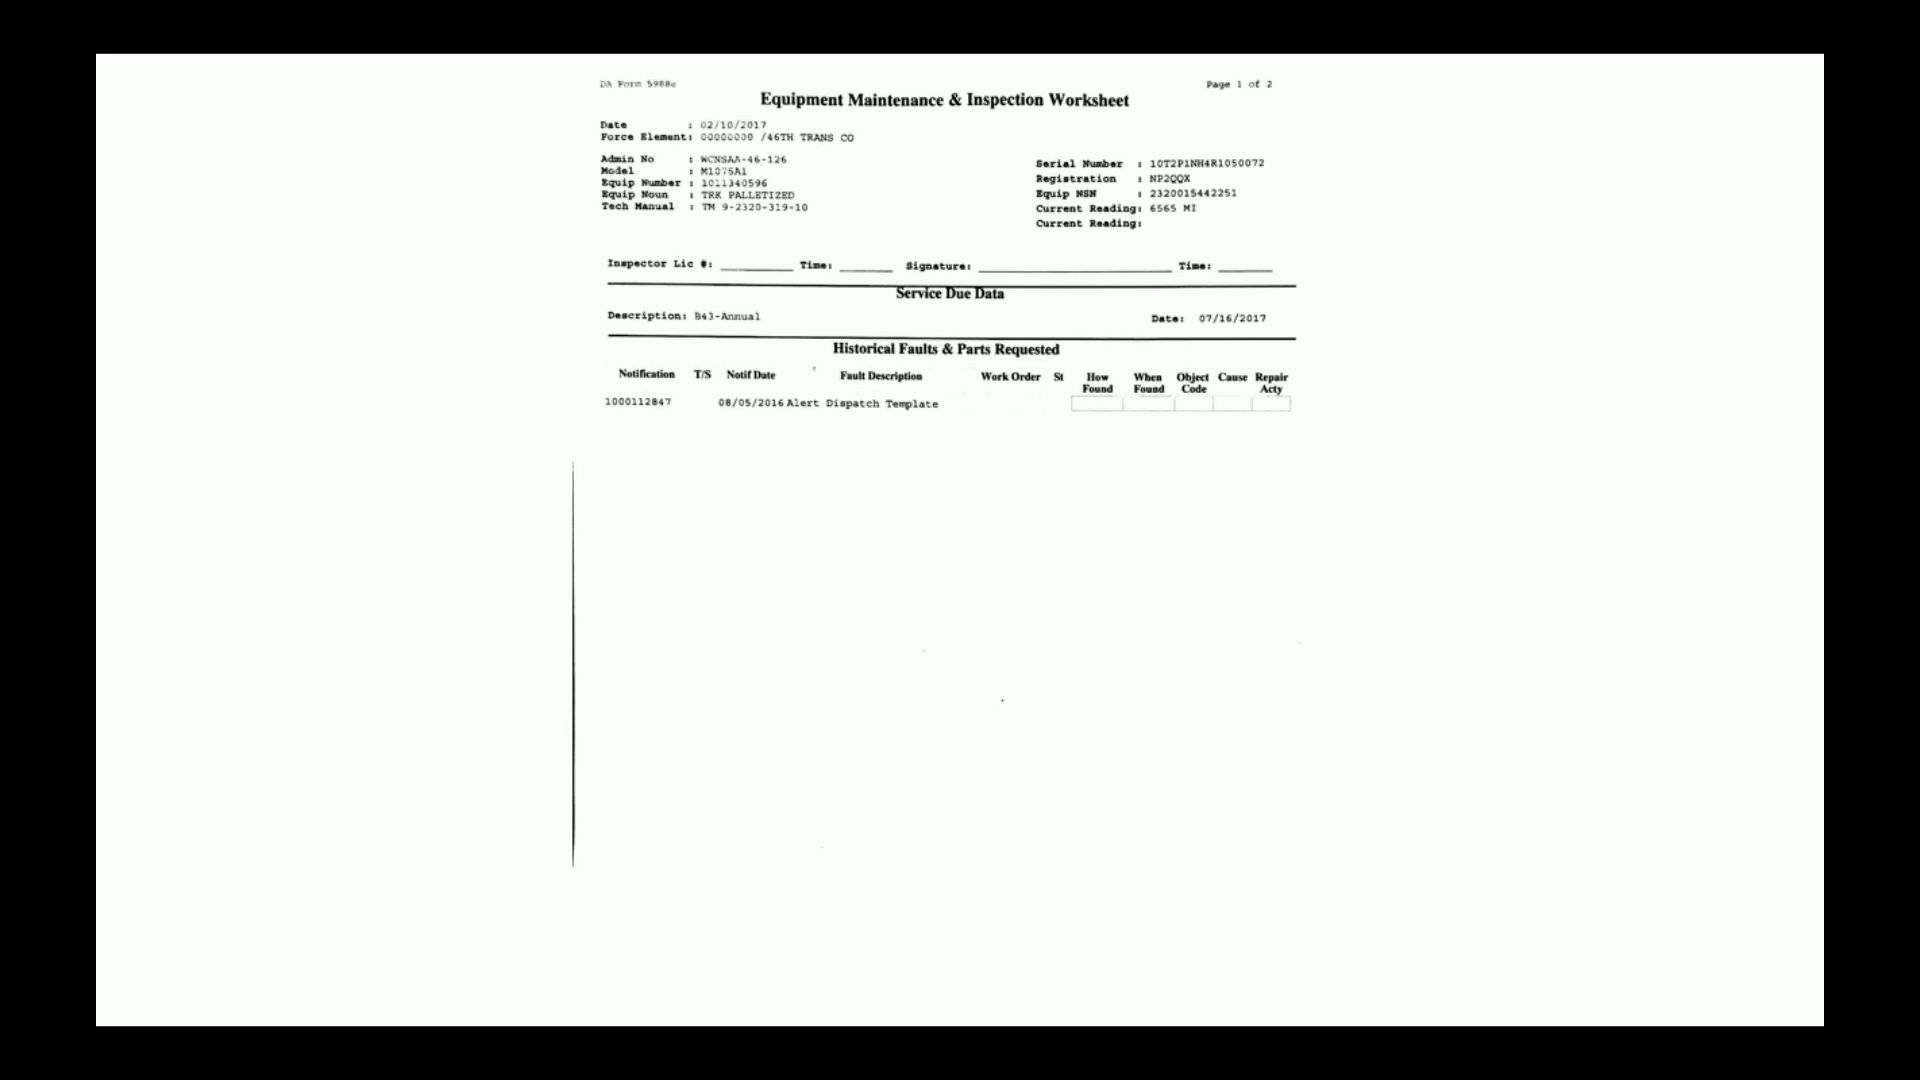 DA Form 5988e Page 1 of 2
Equipment Maintenance & Inspection Worksheet
Date : 02/10/2017
Force Element: 00000000 /46TH TRANS CO
Admin No : WCNSAA-46-126
Model : M1075A1
Equip Number : 1011340596
Equip Noun : TRK PALLETIZED
Tech Manual : TM 9-2320-319-10
Serial Number : 10T2P1NH4R1050072
Registration : NP2QQX
Equip NSN : 2320015442251
Current Reading: 6565 MI
Current Reading:
Inspector Lic #: Time: Signature: Time:
Service Due Data
Description: B43-Annual Date: 07/16/2017
Historical Faults & Parts Requested
Notification T/S Notif Date Fault Description Work Order St How Found When Found Object Code Cause Repair Acty
1000112847 08/05/2016 Alert Dispatch Template